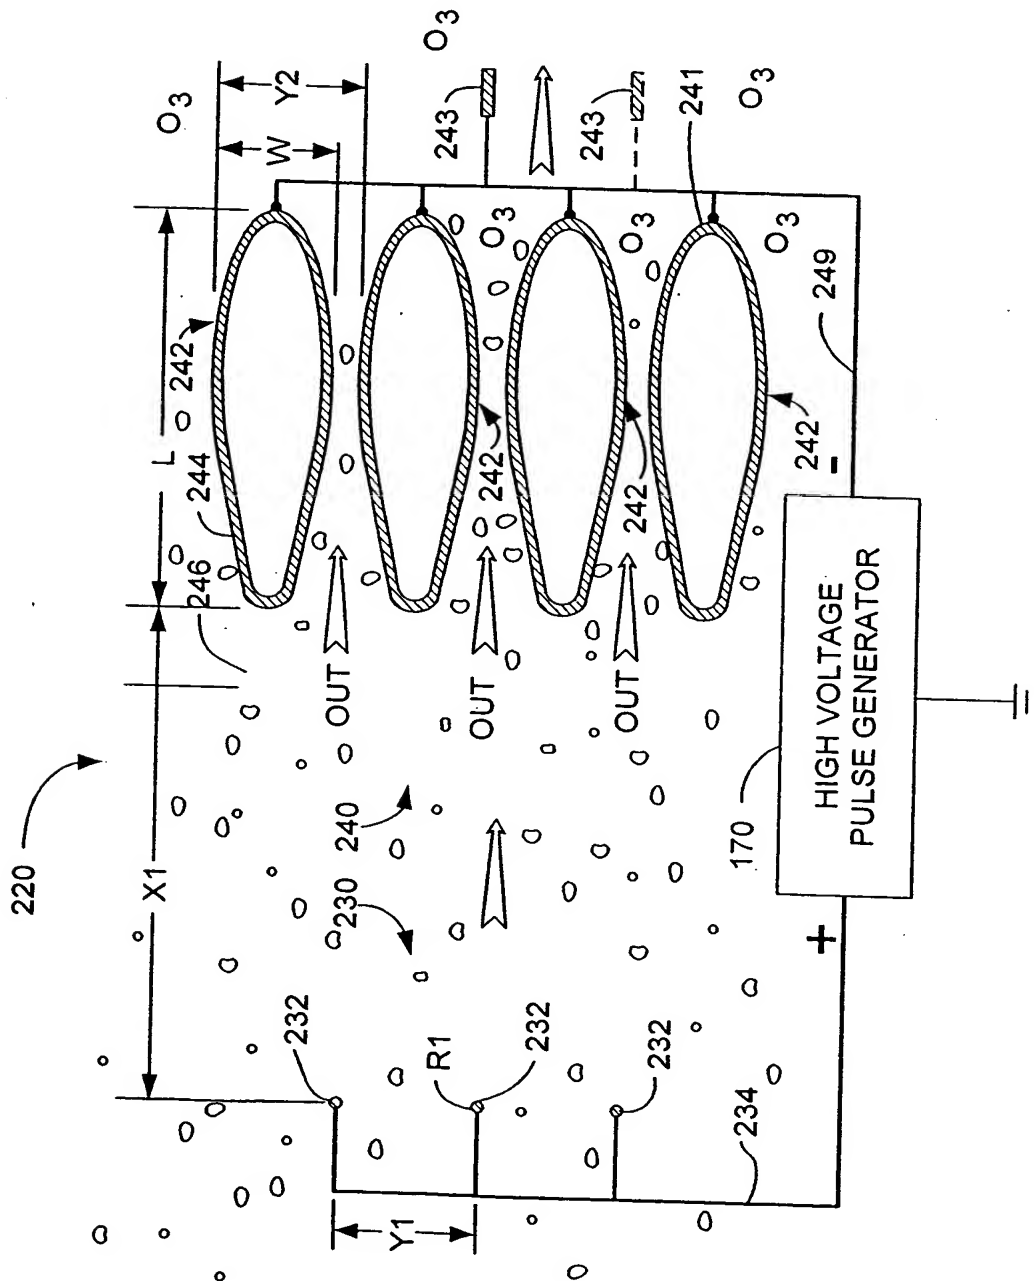 220
X1
L
W
Y2
O3
O3
246
244
242
243
243
241
O3
O3
O3
O3
242
242
242
249
-
OUT
OUT
OUT
240
230
232
R1
232
232
234
Y1
170
+
HIGH VOLTAGE
PULSE GENERATOR